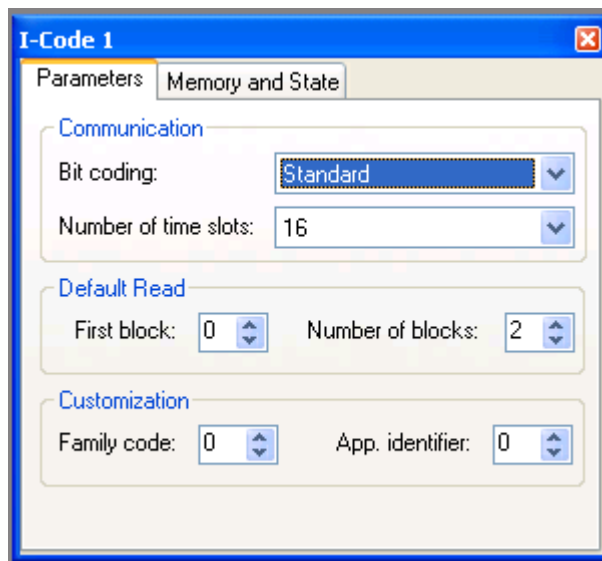 I-Code 1
Parameters Memory and State
Communication
Bit coding: Standard
Number of time slots: 16
Default Read
First block: 0 Number of blocks: 2
Customization
Family code: 0 App. identifier: 0